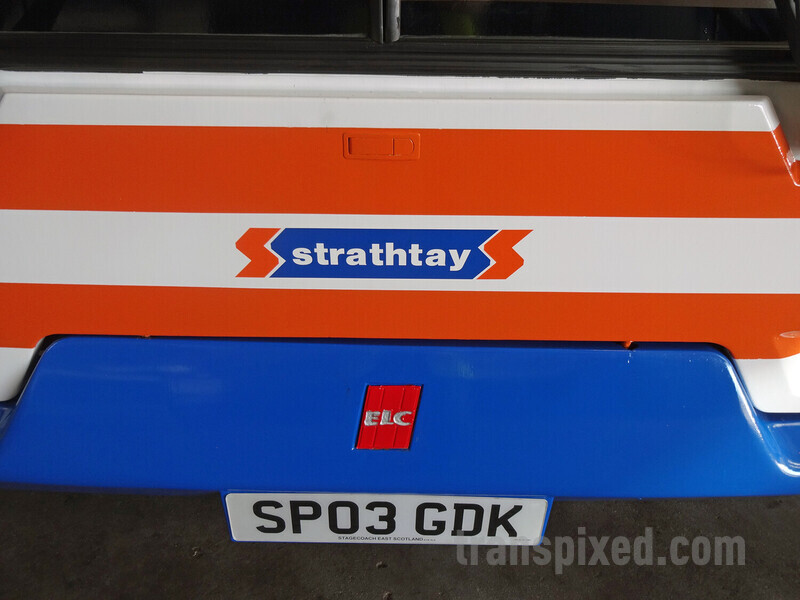 strathtay
ELC
SP03 GDK
STAGECOACH EAST SCOTLAND
transpixed.com